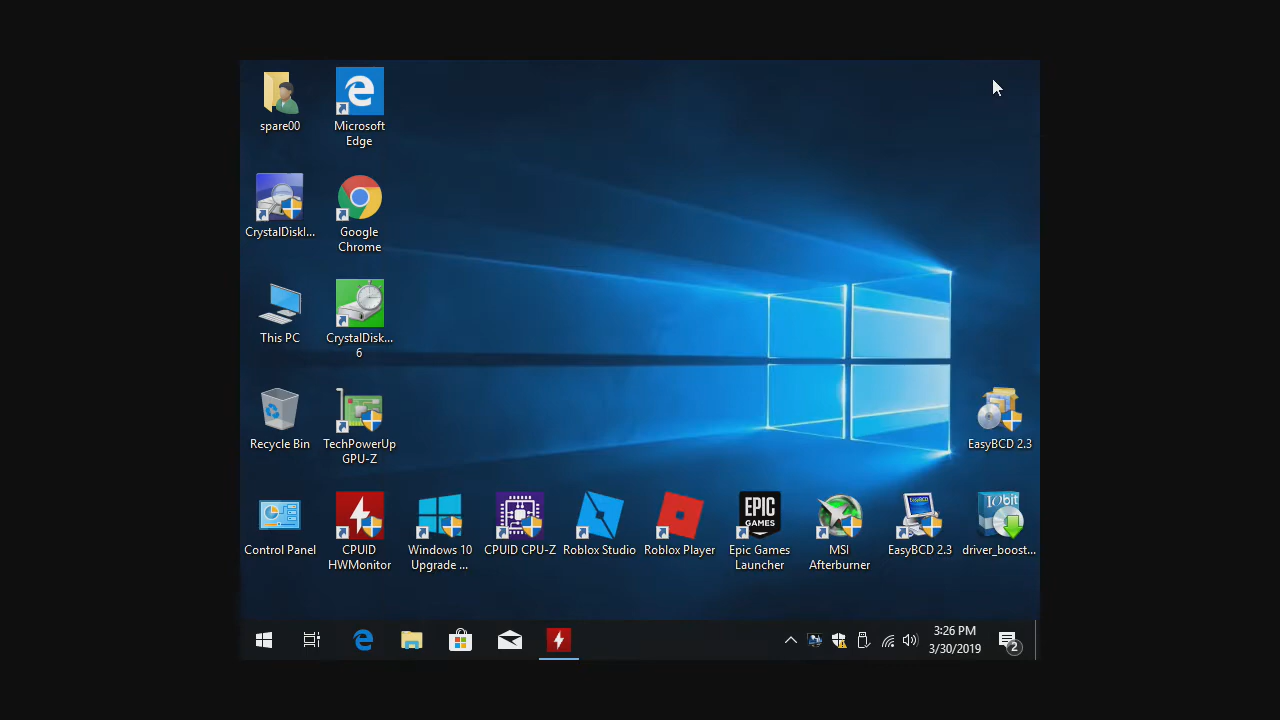 spare00
Microsoft
Edge
CrystalDiskI...
Google
Chrome
This PC
CrystalDisk...
6
Recycle Bin
TechPowerUp
GPU-Z
EasyBCD 2.3
Control Panel
CPUID
HWMonitor
Windows 10
Upgrade ...
CPUID CPU-Z
Roblox Studio
Roblox Player
EPIC
GAMES
Epic Games
Launcher
MSI
Afterburner
EasyBCD
EasyBCD 2.3
IObit
driver_boost...
3:26 PM
3/30/2019
2